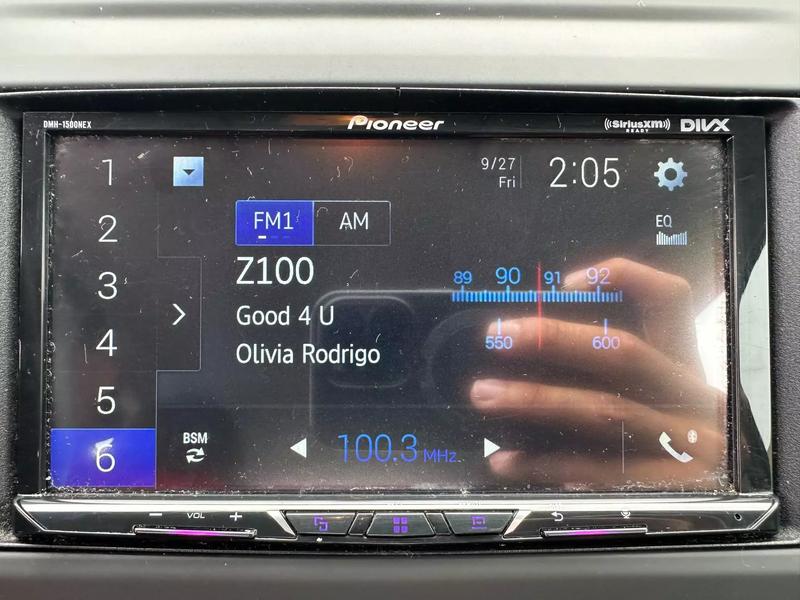 DMH-1500NEX
Pioneer
((SiriusXM))
READY
DIVX
1
2
3
4
5
6
9/27
Fri
2:05
FM1
AM
EQ
Z100
Good 4 U
Olivia Rodrigo
89 90 91 92
550 600
BSM
100.3 MHz
− VOL +